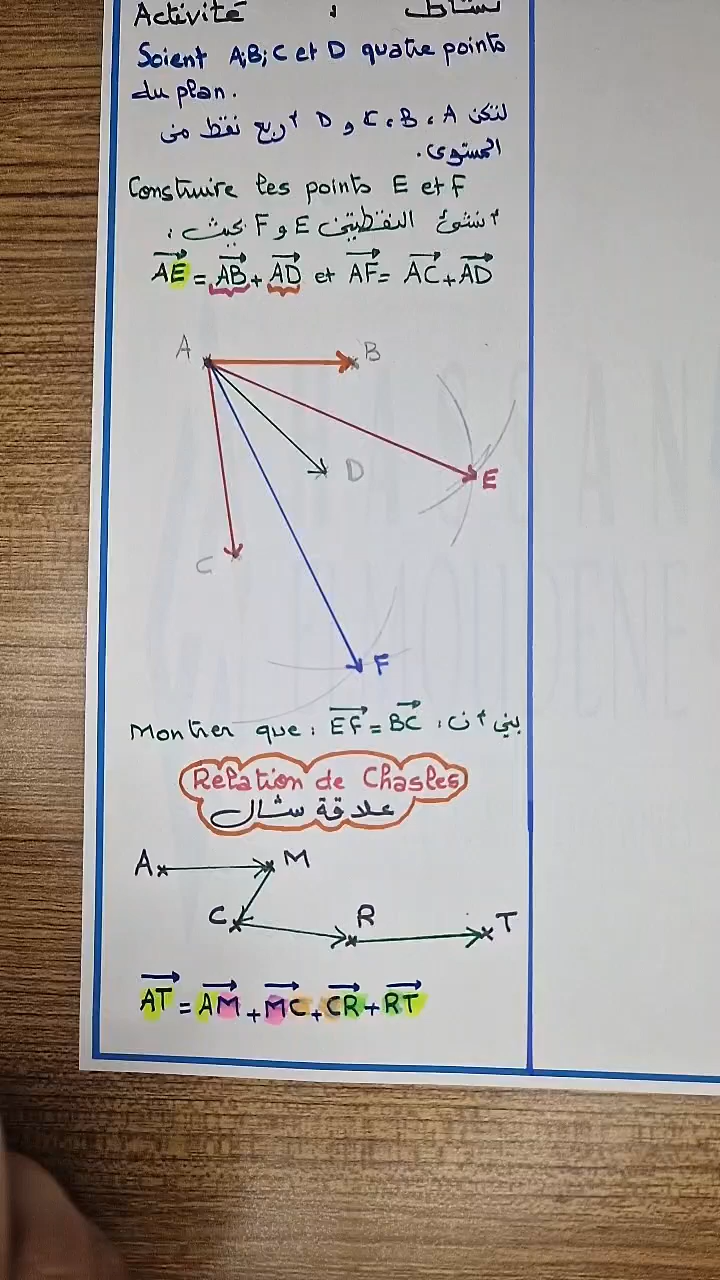 Activité : نشاط
Soient A;B;C et D quatre points
du plan.
لتكن A ، B ، C و D أربع نقط من
المستوى.
Construire les points E et F
أنشئ النقطتين E و F بحيث :
AE = AB + AD et AF = AC + AD
A
B
D
E
C
F
Montrer que : EF = BC بين أن :
Relation de Chasles
علاقة شال
A
M
C
R
T
AT = AM + MC + CR + RT
HASSAN